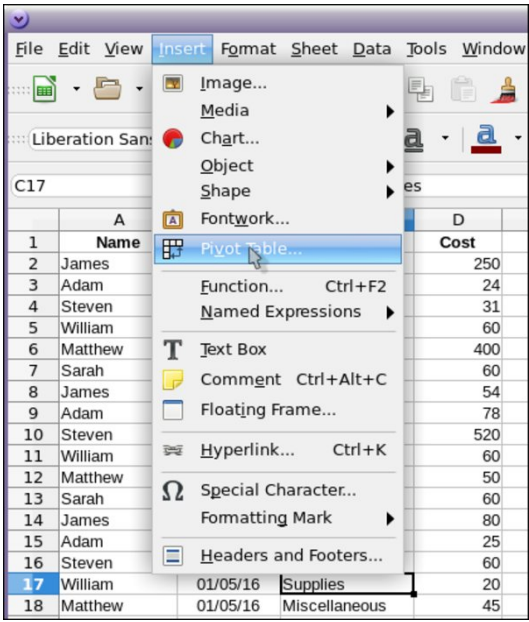 File Edit View Insert Format Sheet Data Tools Window
Image...
Media
Liberation Sans Chart...
Object
Shape
C17 es
Fontwork...
A D
Pivot Table...
1 Name Cost
2 James 250
3 Adam 24
Function... Ctrl+F2
4 Steven 31
Named Expressions
5 William 60
6 Matthew 400
Text Box
7 Sarah 60
Comment Ctrl+Alt+C
8 James 54
Floating Frame...
9 Adam 78
10 Steven 520
Hyperlink... Ctrl+K
11 William 60
12 Matthew 50
Special Character...
13 Sarah 60
Formatting Mark
14 James 80
15 Adam 25
Headers and Footers...
16 Steven 60
17 William 01/05/16 Supplies 20
18 Matthew 01/05/16 Miscellaneous 45